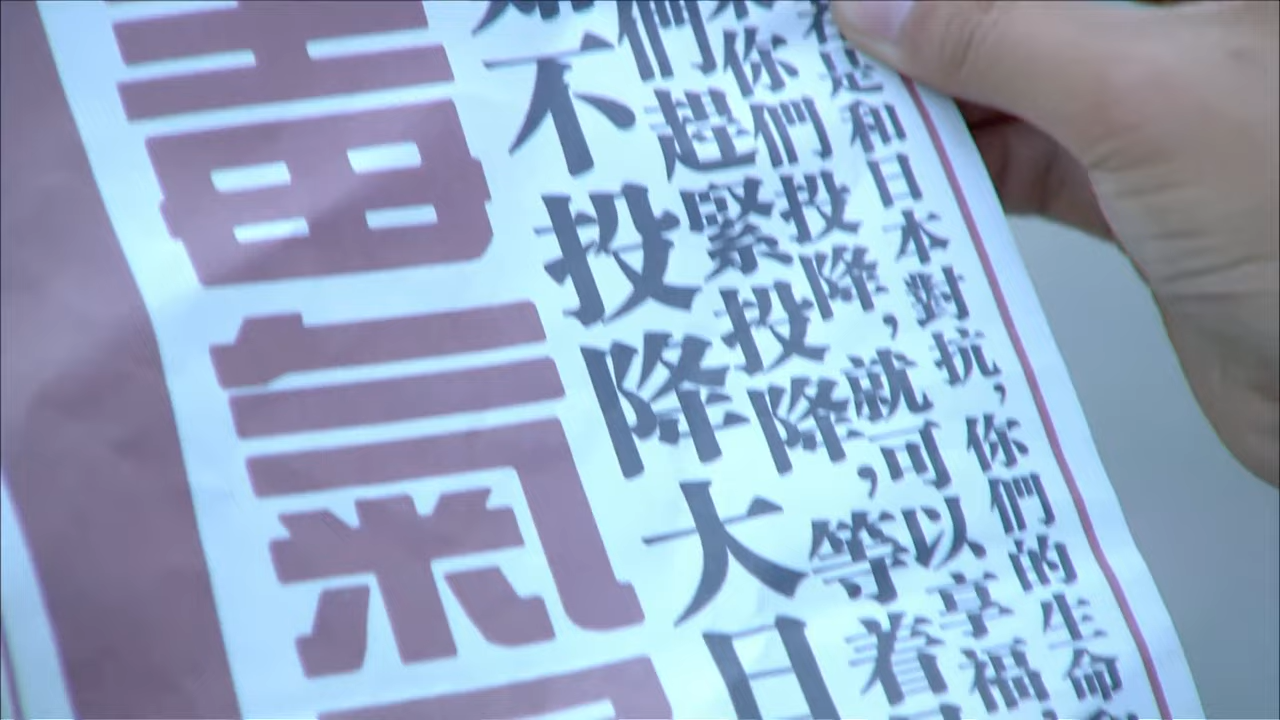 是和日本對抗，你們的生命
你們投降，就可以享福
們趕緊投降，等着
不投降大日
毒氣